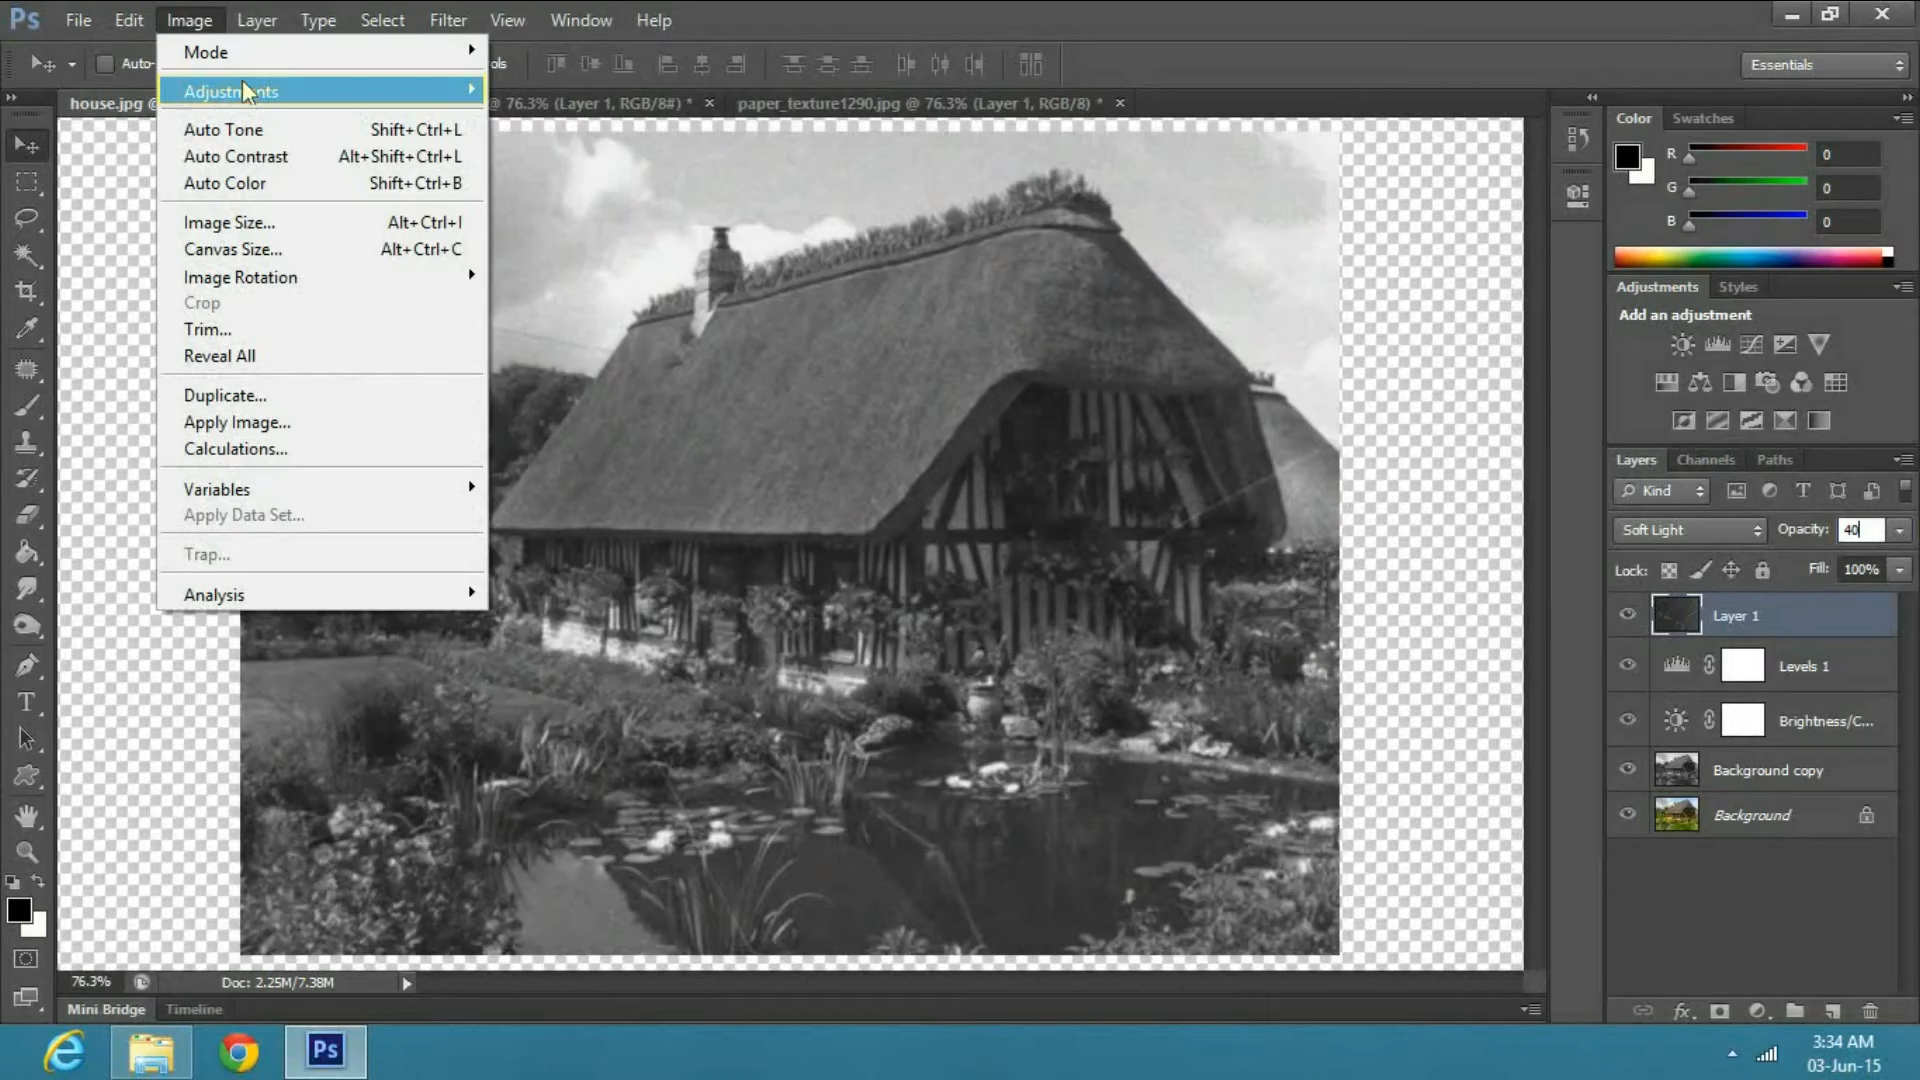 Ps File Edit Image Layer Type Select Filter View Window Help
Auto- ols Essentials
house.jpg @ @ 76.3% (Layer 1, RGB/8#) * × paper_texture1290.jpg @ 76.3% (Layer 1, RGB/8) * ×
Mode
Adjustments
Auto Tone Shift+Ctrl+L
Auto Contrast Alt+Shift+Ctrl+L
Auto Color Shift+Ctrl+B
Image Size... Alt+Ctrl+I
Canvas Size... Alt+Ctrl+C
Image Rotation
Crop
Trim...
Reveal All
Duplicate...
Apply Image...
Calculations...
Variables
Apply Data Set...
Trap...
Analysis
Color Swatches
R 0
G 0
B 0
Adjustments Styles
Add an adjustment
Layers Channels Paths
Kind
Soft Light Opacity: 40
Lock: Fill: 100%
Layer 1
Levels 1
Brightness/C...
Background copy
Background
76.3% Doc: 2.25M/7.38M
Mini Bridge Timeline
Ps
3:34 AM
03-Jun-15